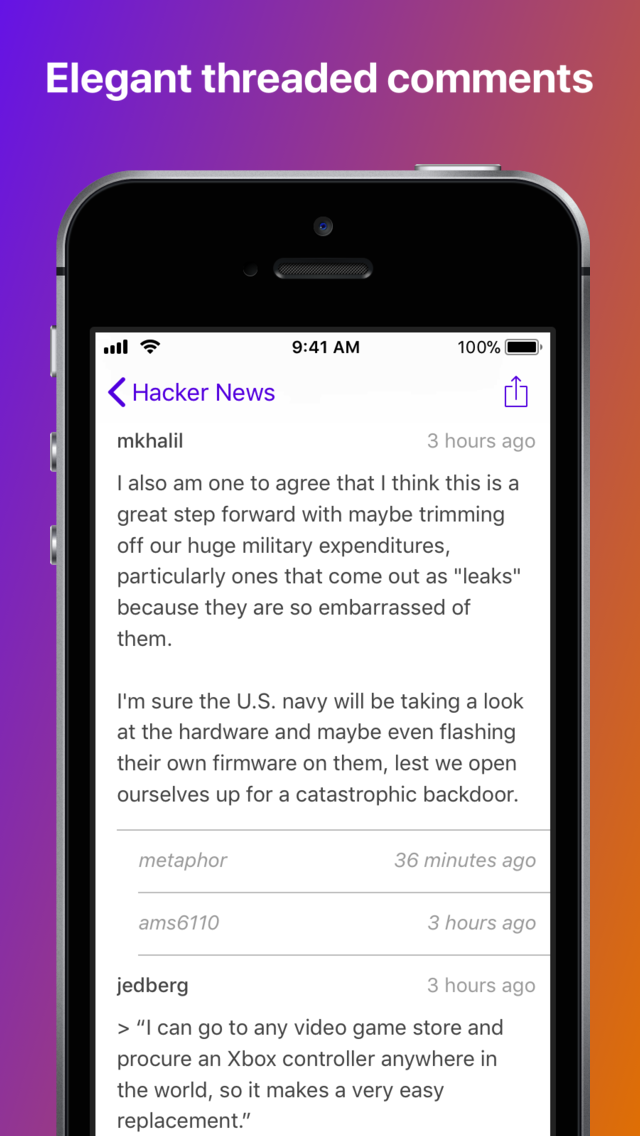 Elegant threaded comments
9:41 AM
100%
Hacker News
mkhalil 3 hours ago
I also am one to agree that I think this is a
great step forward with maybe trimming
off our huge military expenditures,
particularly ones that come out as "leaks"
because they are so embarrassed of
them.
I'm sure the U.S. navy will be taking a look
at the hardware and maybe even flashing
their own firmware on them, lest we open
ourselves up for a catastrophic backdoor.
metaphor 36 minutes ago
ams6110 3 hours ago
jedberg 3 hours ago
> “I can go to any video game store and
procure an Xbox controller anywhere in
the world, so it makes a very easy
replacement.”